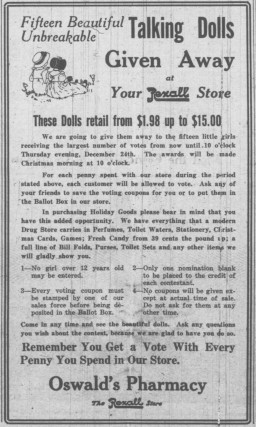 Fifteen Beautiful
Unbreakable
Talking Dolls
Given Away
at
Your Rexall Store
These Dolls retail from $1.98 up to $15.00
We are going to give them away to the fifteen little girls
receiving the largest number of votes from now until 10 o'clock
Thursday evening, December 24th. The awards will be made
Christmas morning at 10 o'clock.
For each penny spent with our store during the period
stated above, each customer will be allowed to vote. Ask any of
your friends to save the voting coupons for you or to put them in
the Ballot Box in our store.
In purchasing Holiday Goods please bear in mind that you
have this added opportunity. We have everything that a modern
Drug Store carries in Perfumes, Toilet Waters, Stationery, Christ-
mas Cards, Games; Fresh Candy from 39 cents the pound up; a
full line of Bill Folds, Purses, Toilet Sets and any other items we
will gladly show you.
1—No girl over 12 years old
may be entered.
2—Only one nomination blank
to be placed to the credit of
each contestant.
3—Every voting coupon must
be stamped by one of our
sales force before being de-
posited in the Ballot Box.
4—No coupons will be given ex-
cept at actual time of sale.
Do not ask for them at any
other time.
Come in any time and see the beautiful dolls. Ask any questions
you wish about the contest, because we are glad to have you do so.
Remember You Get a Vote With Every
Penny You Spend in Our Store.
Oswald's Pharmacy
The Rexall Store